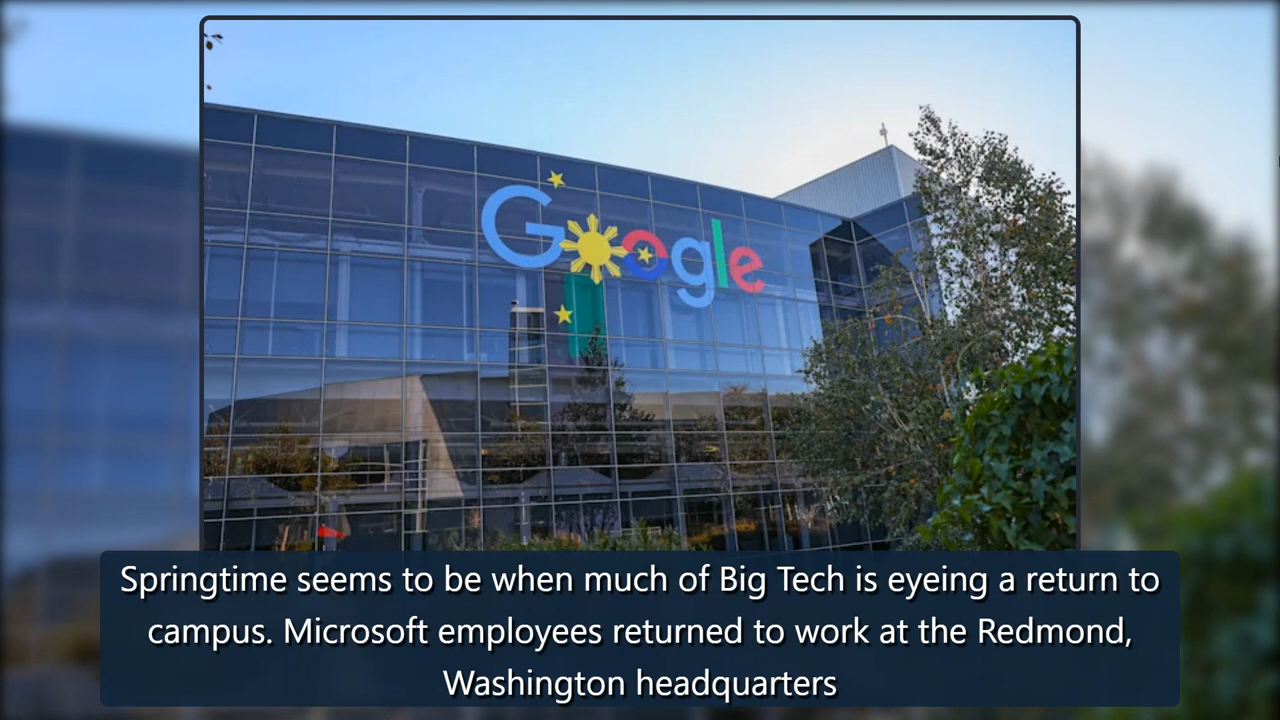 Google
Springtime seems to be when much of Big Tech is eyeing a return to
campus. Microsoft employees returned to work at the Redmond,
Washington headquarters